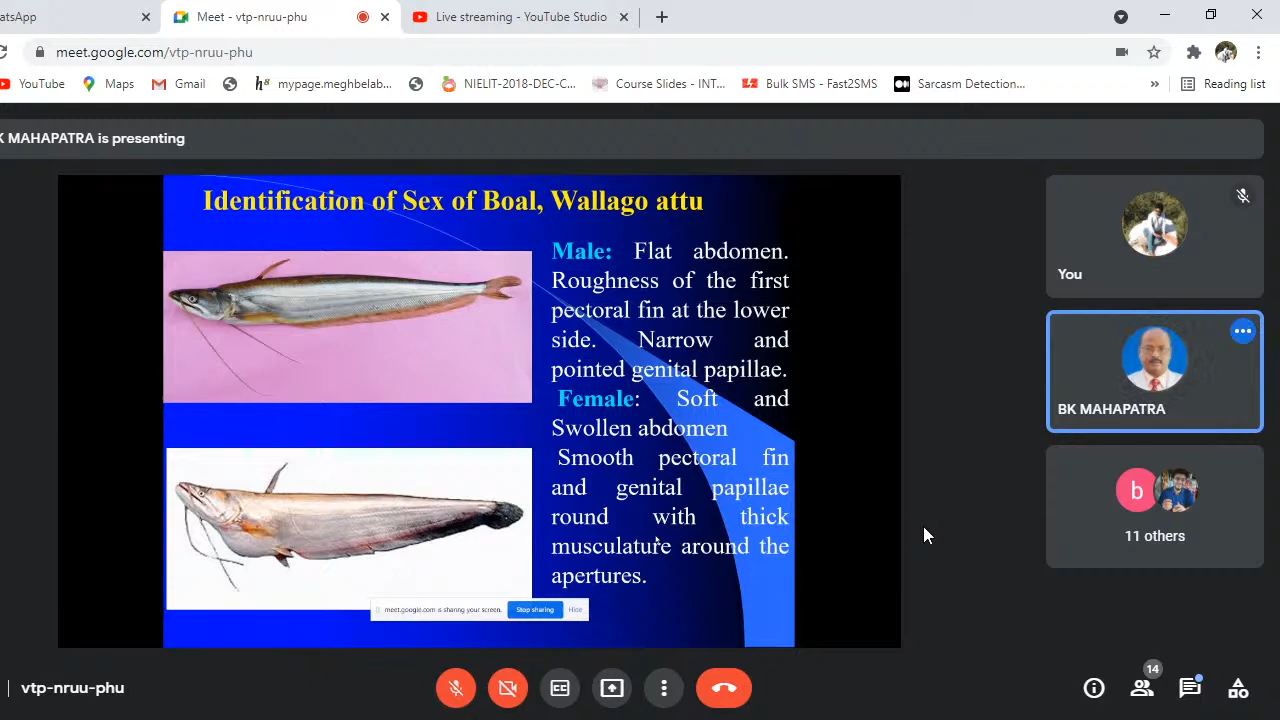 atsApp
Meet - vtp-nruu-phu
Live streaming - YouTube Studio
meet.google.com/vtp-nruu-phu
YouTube
Maps
Gmail
mypage.meghbelab...
NIELIT-2018-DEC-C...
Course Slides - INT...
Bulk SMS - Fast2SMS
Sarcasm Detection...
»
Reading list
K MAHAPATRA is presenting
Identification of Sex of Boal, Wallago attu
Male: Flat abdomen.
Roughness of the first
pectoral fin at the lower
side. Narrow and
pointed genital papillae.
Female: Soft and
Swollen abdomen
Smooth pectoral fin
and genital papillae
round with thick
musculature around the
apertures.
meet.google.com is sharing your screen.
Stop sharing
Hide
You
BK MAHAPATRA
b
11 others
vtp-nruu-phu
14